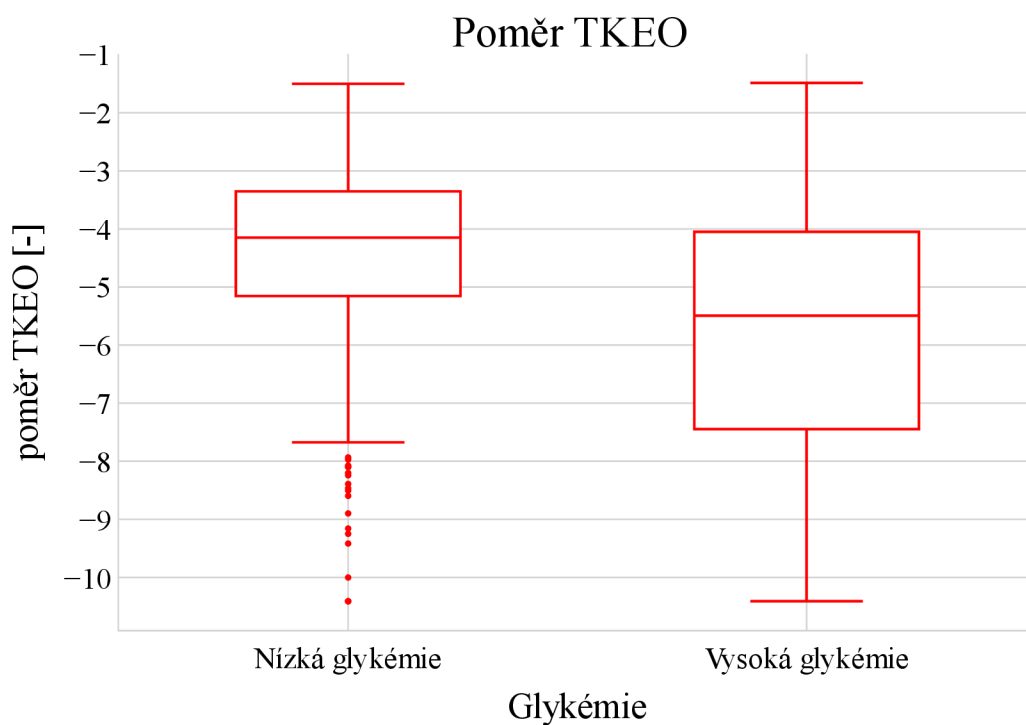 Poměr TKEO
−1
−2
−3
−4
−5
−6
−7
−8
−9
−10
poměr TKEO [-]
Nízká glykémie
Vysoká glykémie
Glykémie